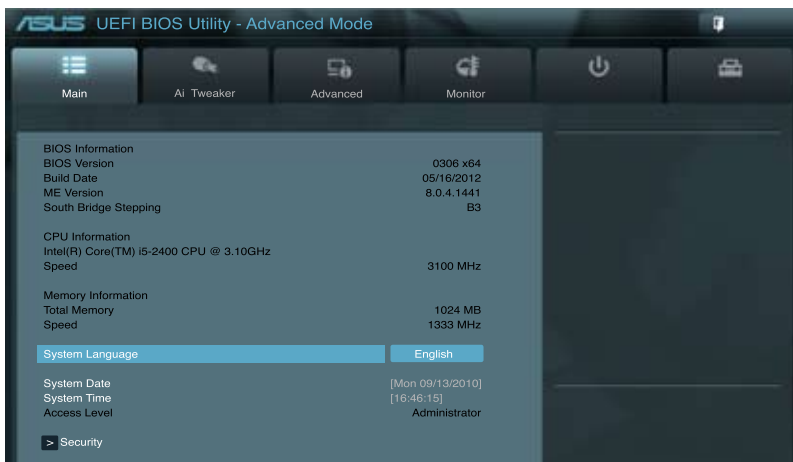 ASUS UEFI BIOS Utility - Advanced Mode
Main
Ai Tweaker
Advanced
Monitor
BIOS Information
BIOS Version 0306 x64
Build Date 05/16/2012
ME Version 8.0.4.1441
South Bridge Stepping B3
CPU Information
Intel(R) Core(TM) i5-2400 CPU @ 3.10GHz
Speed 3100 MHz
Memory Information
Total Memory 1024 MB
Speed 1333 MHz
System Language English
System Date [Mon 09/13/2010]
System Time [16:46:15]
Access Level Administrator
> Security